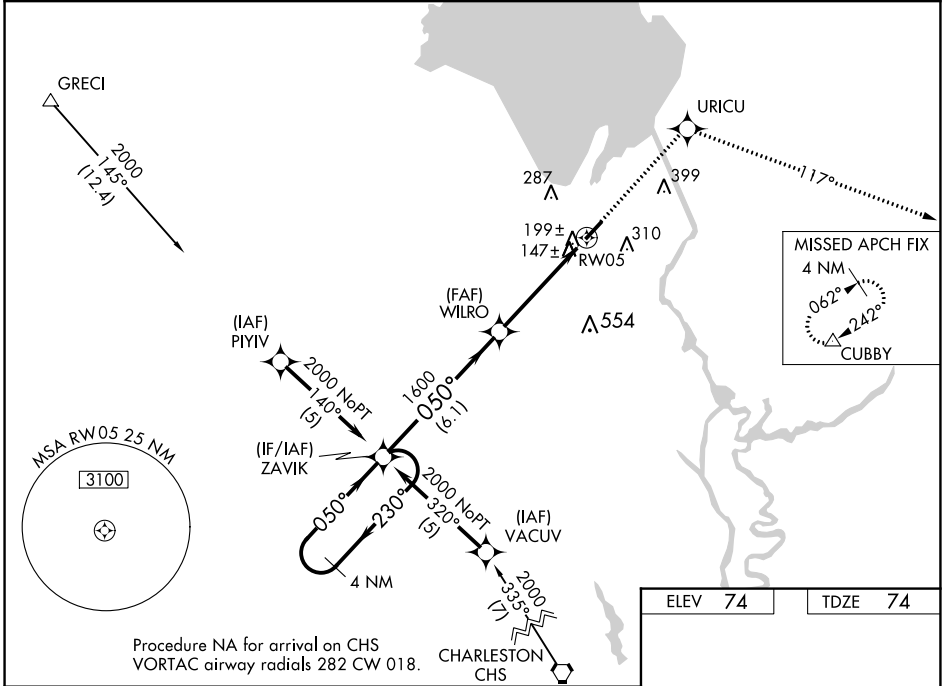 GRECI
2000
145°
(12.4)
URICU
287
399
117°
199±
147±
310
RW05
MISSED APCH FIX
4 NM
062°
242°
CUBBY
(FAF)
WILRO
554
(IAF)
PIYIV
2000 NoPT
140°
(5)
1600
050°
(6.1)
MSA RW05 25 NM
3100
(IF/IAF)
ZAVIK
2000 NoPT
320°
(5)
050°
230°
(IAF)
VACUV
4 NM
2000
335°
(7)
ELEV 74
TDZE 74
Procedure NA for arrival on CHS
VORTAC airway radials 282 CW 018.
CHARLESTON
CHS